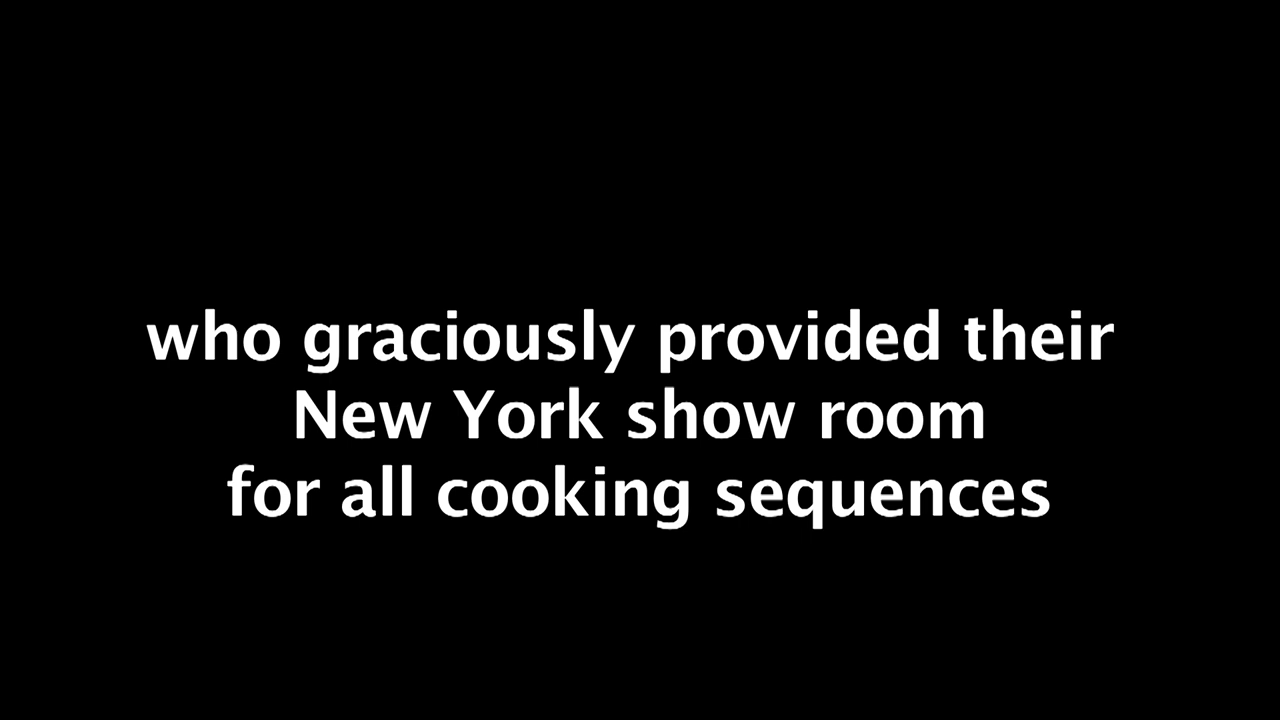 who graciously provided their
New York show room
for all cooking sequences